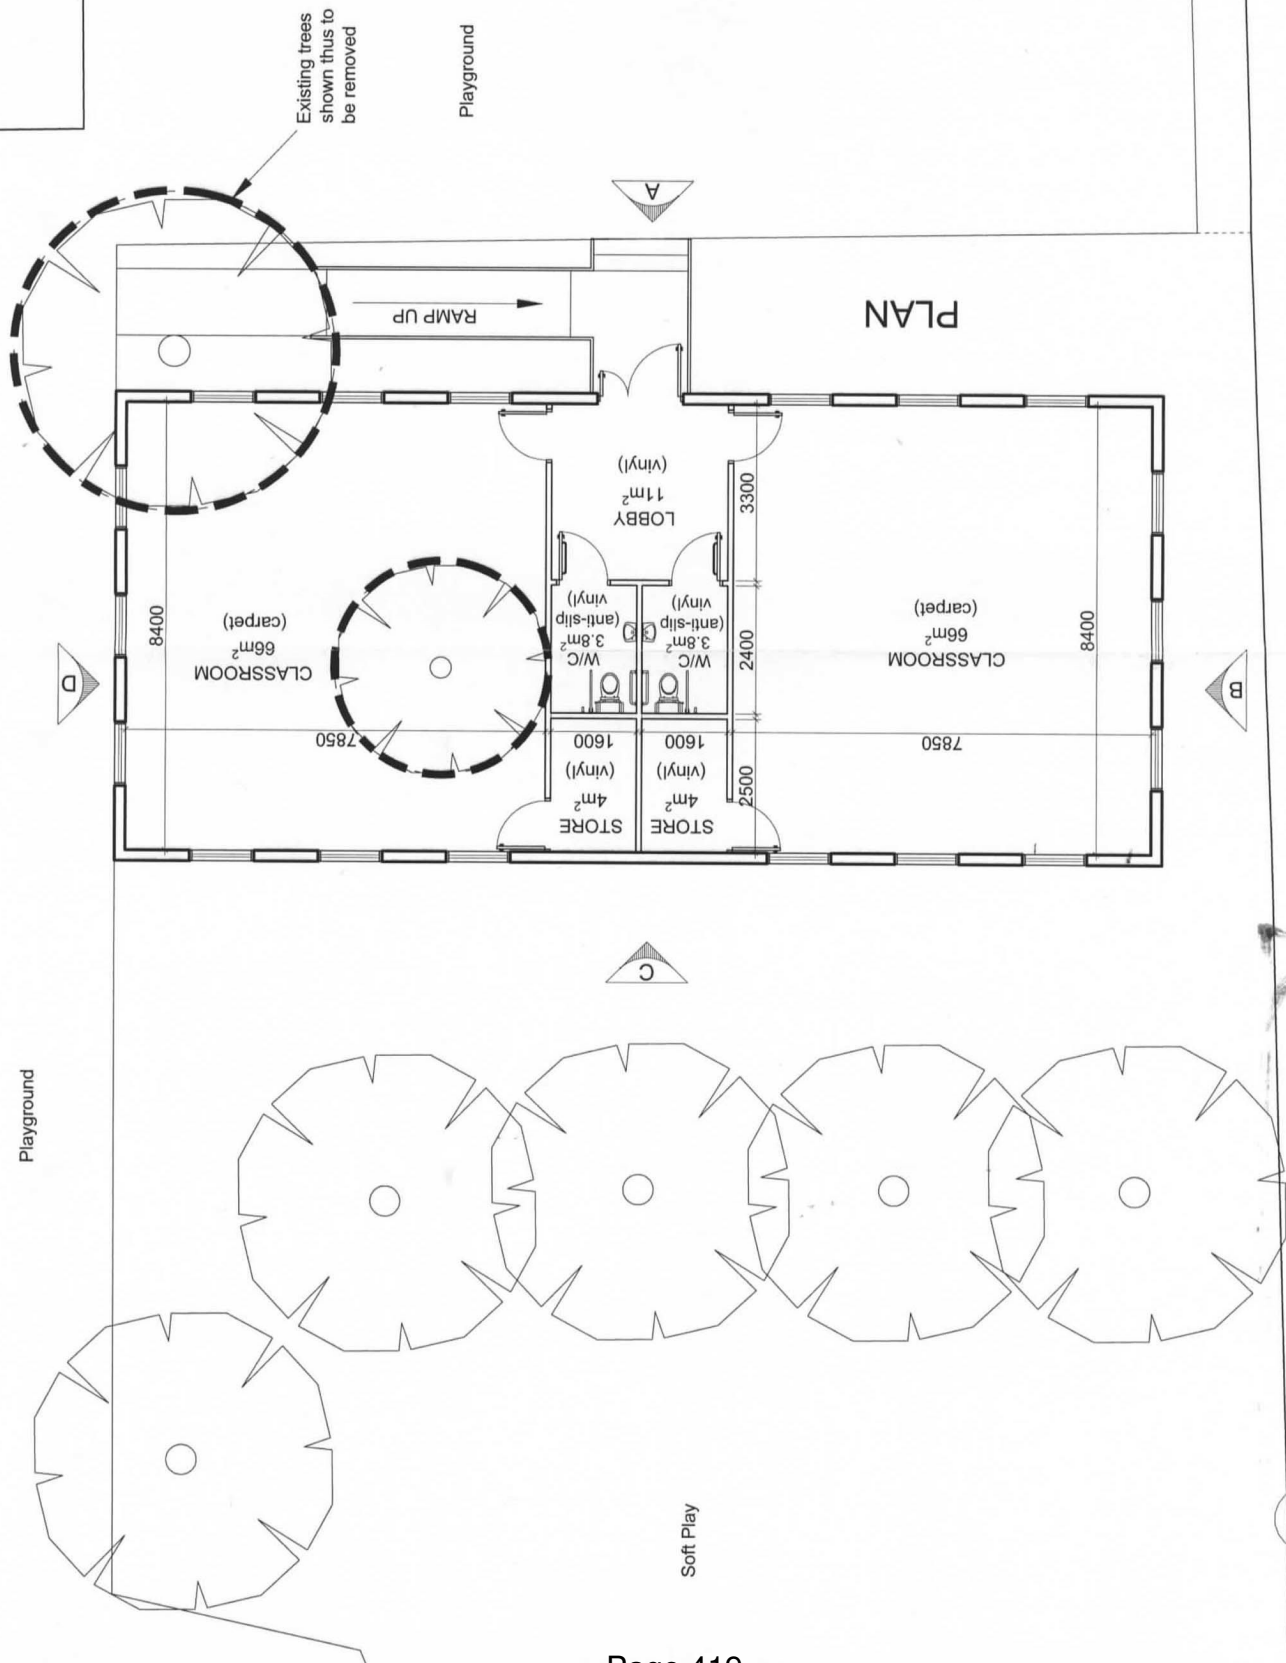 Existing trees
shown thus to
be removed
Playground
A
RAMP UP
PLAN
LOBBY
11m²
(vinyl)
3300
CLASSROOM
66m²
(carpet)
8400
W/C
3.8m²
(anti-slip
vinyl)
W/C
3.8m²
(anti-slip
vinyl)
2400
CLASSROOM
66m²
(carpet)
8400
D
B
7850
1600
1600
7850
STORE
4m²
(vinyl)
STORE
4m²
(vinyl)
2500
C
Playground
Soft Play